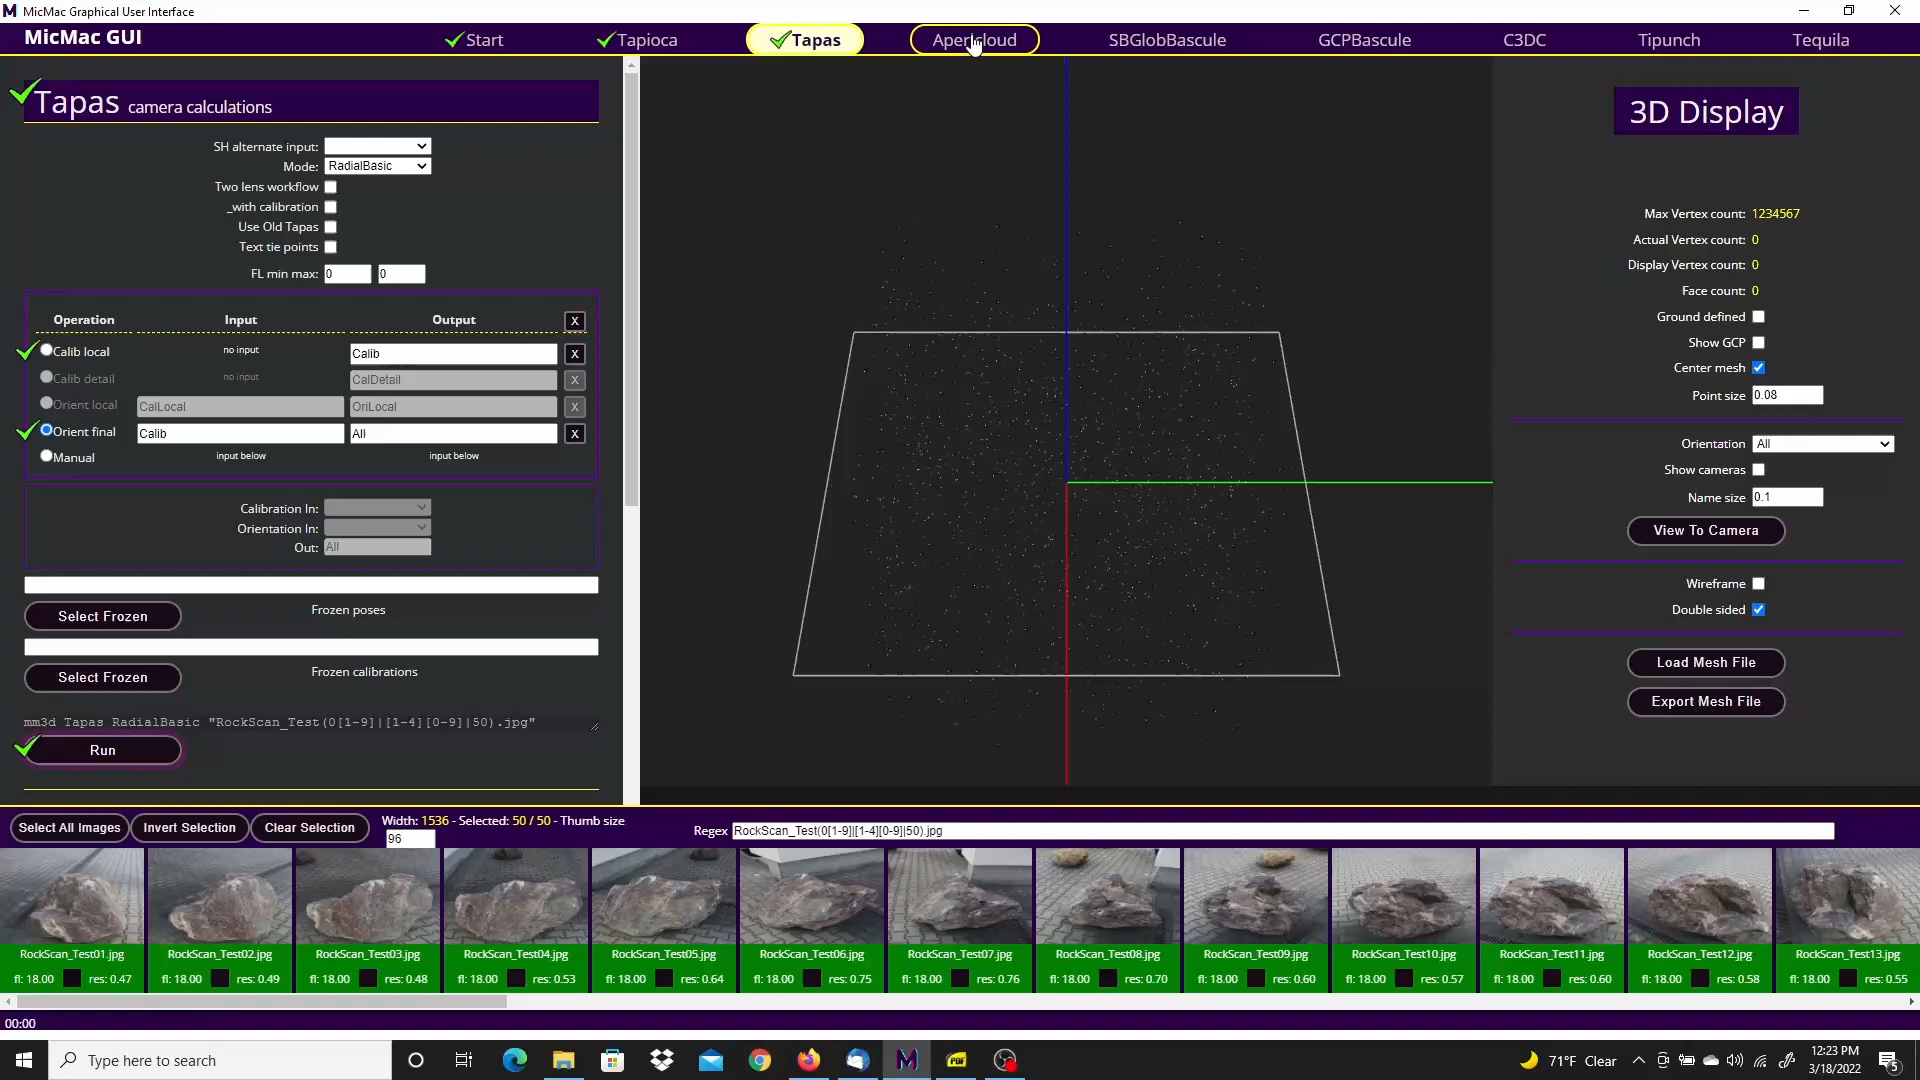 MicMac Graphical User Interface
MicMac GUI
Start
Tapioca
Tapas
Apericloud
SBGlobBascule
GCPBascule
C3DC
Tipunch
Tequila
Tapas camera calculations
SH alternate input:
Mode: RadialBasic
Two lens workflow
_with calibration
Use Old Tapas
Text tie points
FL min max: 0 0
Operation Input Output X
Calib local no input Calib X
Calib detail no input CalDetail X
Orient local CalLocal OriLocal X
Orient final Calib All X
Manual input below input below
Calibration In:
Orientation In:
Out: All
Select Frozen Frozen poses
Select Frozen Frozen calibrations
mm3d Tapas RadialBasic "RockScan_Test(0[1-9]|[1-4][0-9]|50).jpg"
Run
3D Display
Max Vertex count: 1234567
Actual Vertex count: 0
Display Vertex count: 0
Face count: 0
Ground defined
Show GCP
Center mesh
Point size 0.08
Orientation All
Show cameras
Name size 0.1
View To Camera
Wireframe
Double sided
Load Mesh File
Export Mesh File
Select All Images Invert Selection Clear Selection Width: 1536 - Selected: 50 / 50 - Thumb size
96
Regex RockScan_Test(0[1-9]|[1-4][0-9]|50).jpg
RockScan_Test01.jpg RockScan_Test02.jpg RockScan_Test03.jpg RockScan_Test04.jpg RockScan_Test05.jpg RockScan_Test06.jpg RockScan_Test07.jpg RockScan_Test08.jpg RockScan_Test09.jpg RockScan_Test10.jpg RockScan_Test11.jpg RockScan_Test12.jpg RockScan_Test13.jpg
fl: 18.00 res: 0.47 fl: 18.00 res: 0.49 fl: 18.00 res: 0.48 fl: 18.00 res: 0.53 fl: 18.00 res: 0.64 fl: 18.00 res: 0.75 fl: 18.00 res: 0.76 fl: 18.00 res: 0.70 fl: 18.00 res: 0.60 fl: 18.00 res: 0.57 fl: 18.00 res: 0.60 fl: 18.00 res: 0.58 fl: 18.00 res: 0.55
00:00
Type here to search
PDF
71°F Clear
12:23 PM
3/18/2022
5